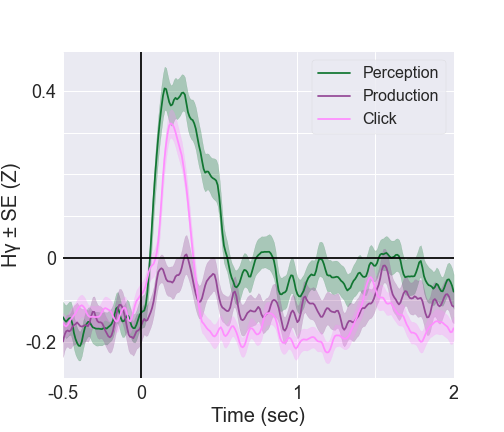 Perception
Production
Click
Hγ ± SE (Z)
0.4
0
-0.2
-0.5
0
1
2
Time (sec)